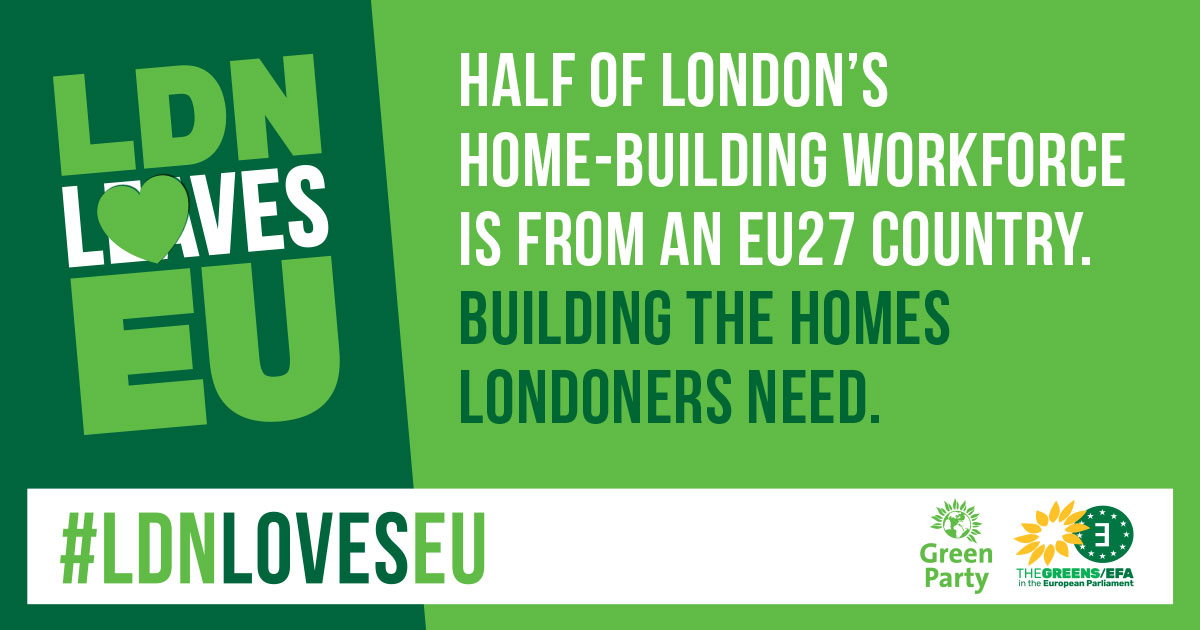 LDN
LEAVES
EU
HALF OF LONDON’S
HOME-BUILDING WORKFORCE
IS FROM AN EU27 COUNTRY.
BUILDING THE HOMES
LONDONERS NEED.
#LDNLOVESEU
Green
Party
THEGREENS/EFA
in the European Parliament